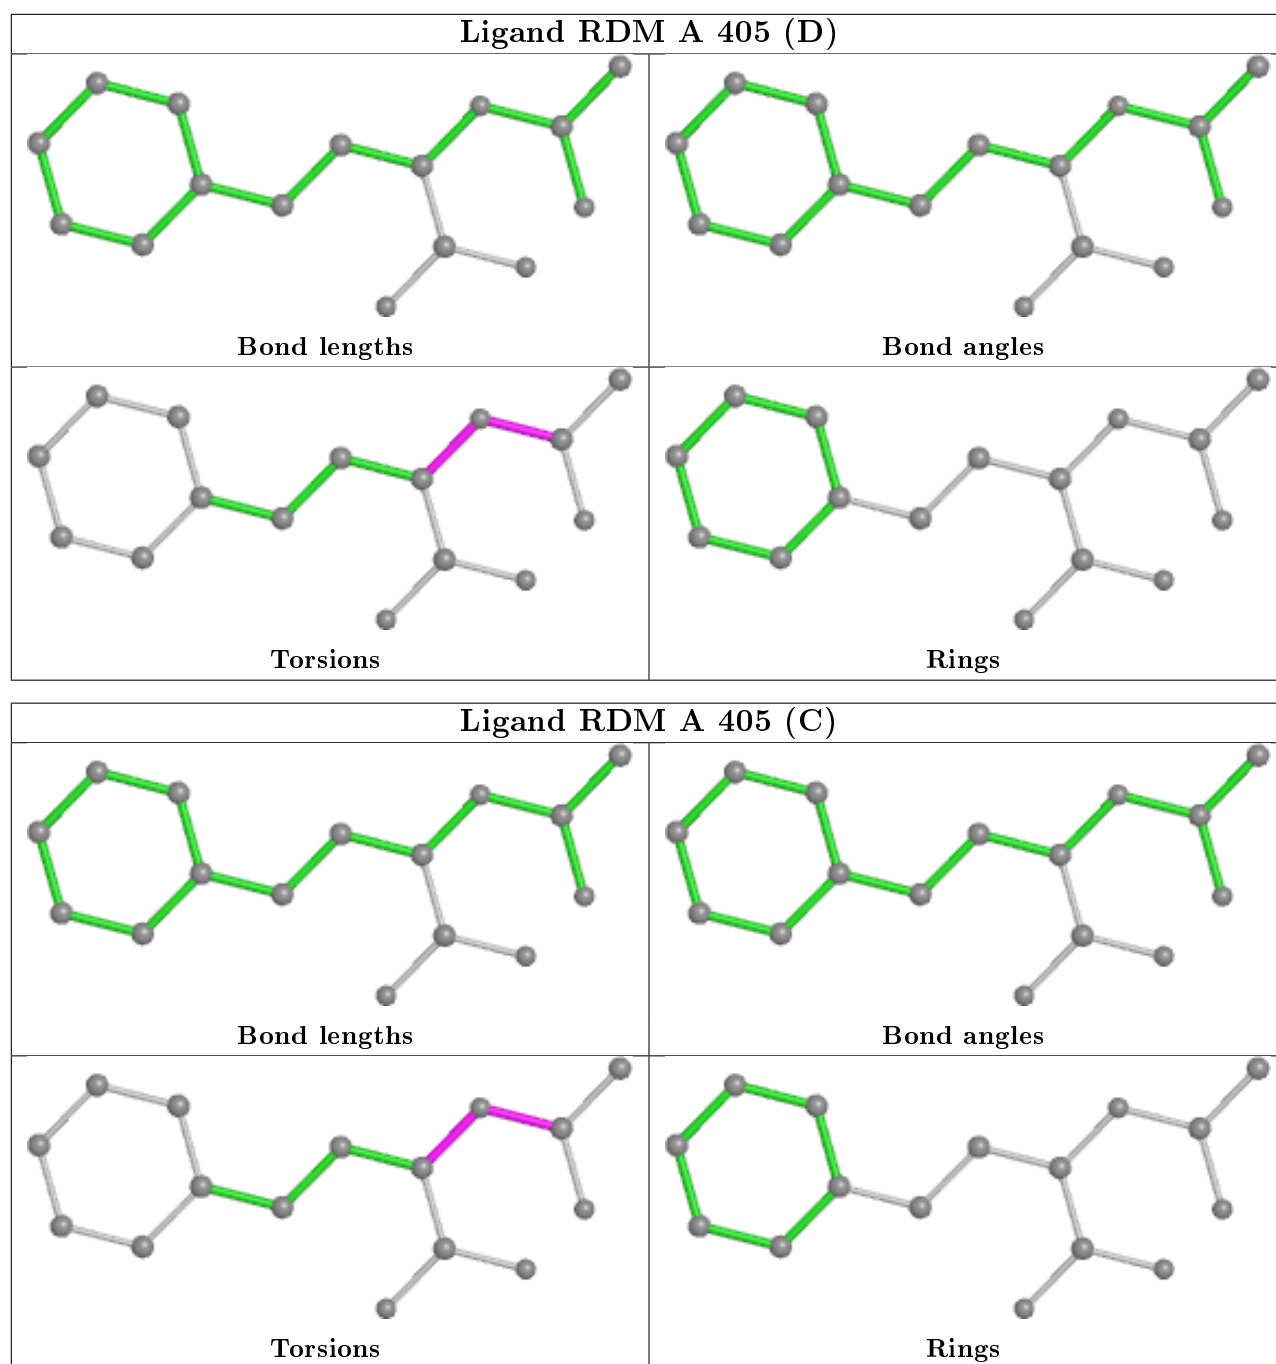 Ligand RDM A 405 (D)
Bond lengths
Bond angles
Torsions
Rings
Ligand RDM A 405 (C)
Bond lengths
Bond angles
Torsions
Rings